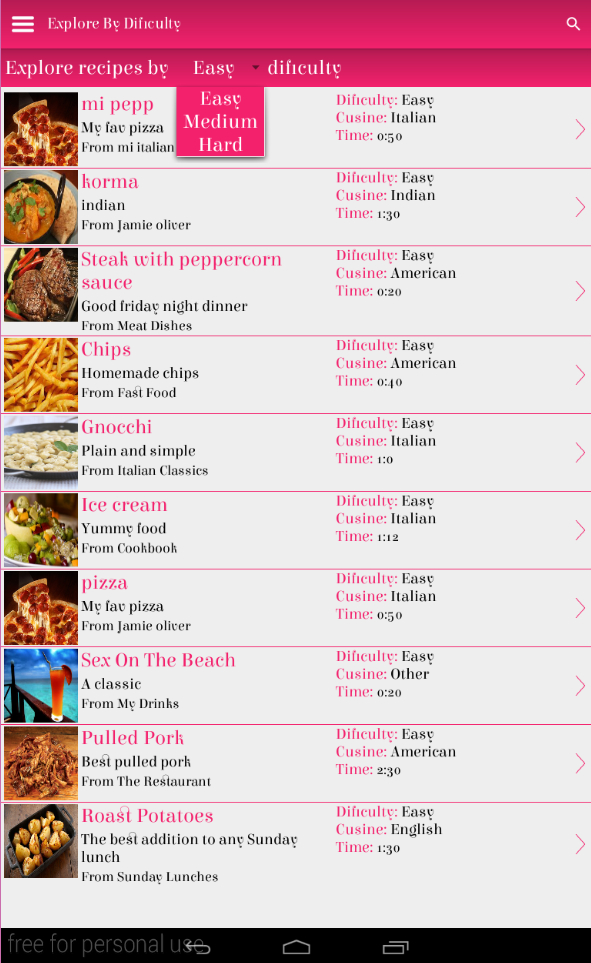 Explore By Dificulty
Explore recipes by Easy dificulty
Easy
Medium
Hard
mi pepp
My fav pizza
From mi italian
Dificulty: Easy
Cusine: Italian
Time: 0:50
korma
indian
From Jamie oliver
Dificulty: Easy
Cusine: Indian
Time: 1:30
Steak with peppercorn
sauce
Good friday night dinner
From Meat Dishes
Dificulty: Easy
Cusine: American
Time: 0:20
Chips
Homemade chips
From Fast Food
Dificulty: Easy
Cusine: American
Time: 0:40
Gnocchi
Plain and simple
From Italian Classics
Dificulty: Easy
Cusine: Italian
Time: 1:0
Ice cream
Yummy food
From Cookbook
Dificulty: Easy
Cusine: Italian
Time: 1:12
pizza
My fav pizza
From Jamie oliver
Dificulty: Easy
Cusine: Italian
Time: 0:50
Sex On The Beach
A classic
From My Drinks
Dificulty: Easy
Cusine: Other
Time: 0:20
Pulled Pork
Best pulled pork
From The Restaurant
Dificulty: Easy
Cusine: American
Time: 2:30
Roast Potatoes
The best addition to any Sunday
lunch
From Sunday Lunches
Dificulty: Easy
Cusine: English
Time: 1:30
free for personal use